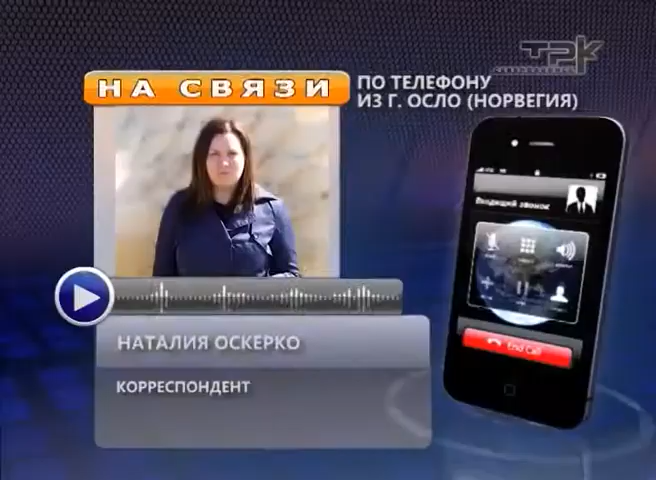 ТРК
НА СВЯЗИ
ПО ТЕЛЕФОНУ
ИЗ Г. ОСЛО (НОРВЕГИЯ)
Входящий звонок
End Call
НАТАЛИЯ ОСКЕРКО
КОРРЕСПОНДЕНТ